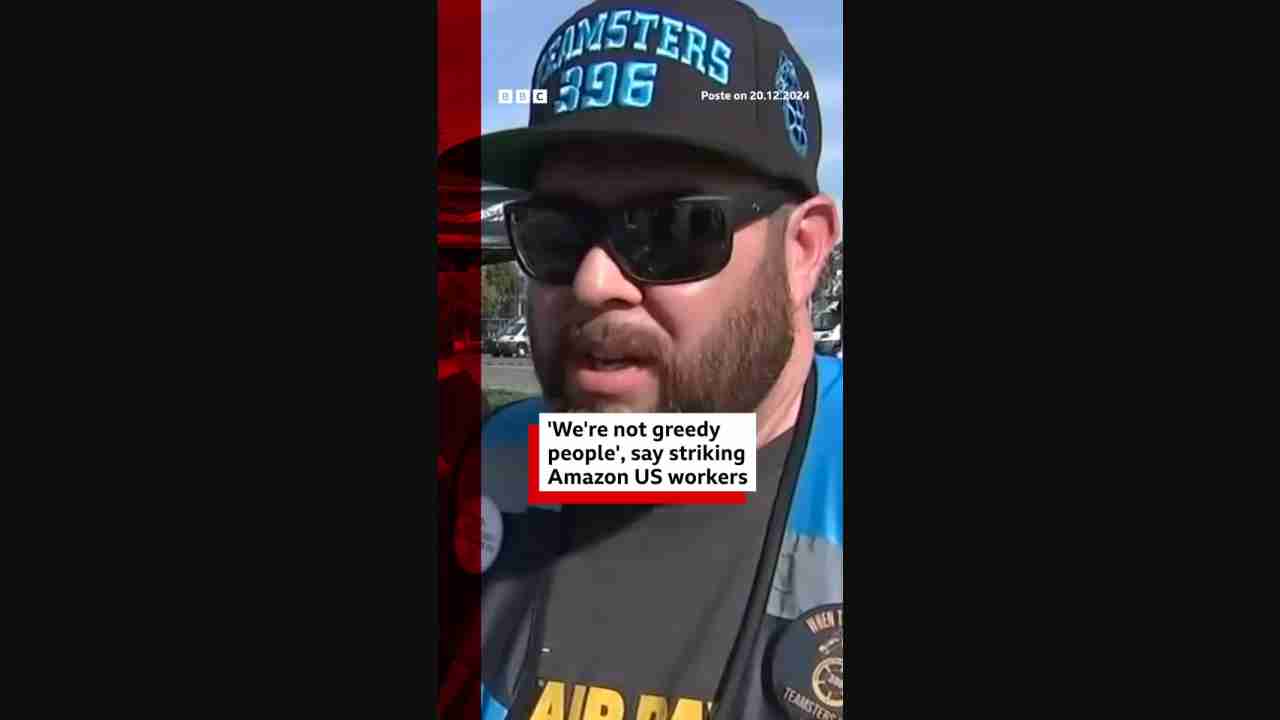 TEAMSTERS
396
BBC
Poste on 20.12.2024
'We're not greedy
people', say striking
Amazon US workers
WHEN
TEAMSTERS